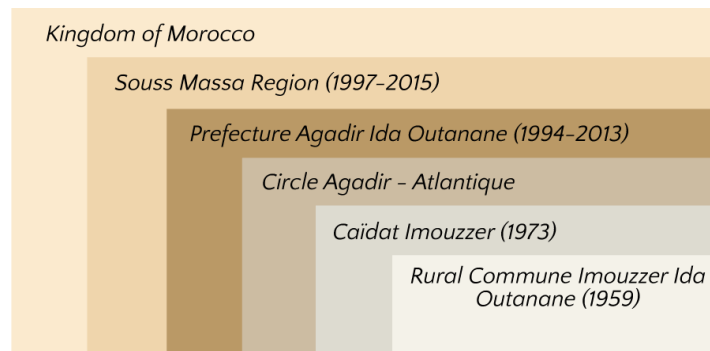 Kingdom of Morocco
Souss Massa Region (1997-2015)
Prefecture Agadir Ida Outanane (1994-2013)
Circle Agadir - Atlantique
Caïdat Imouzzer (1973)
Rural Commune Imouzzer Ida
Outanane (1959)